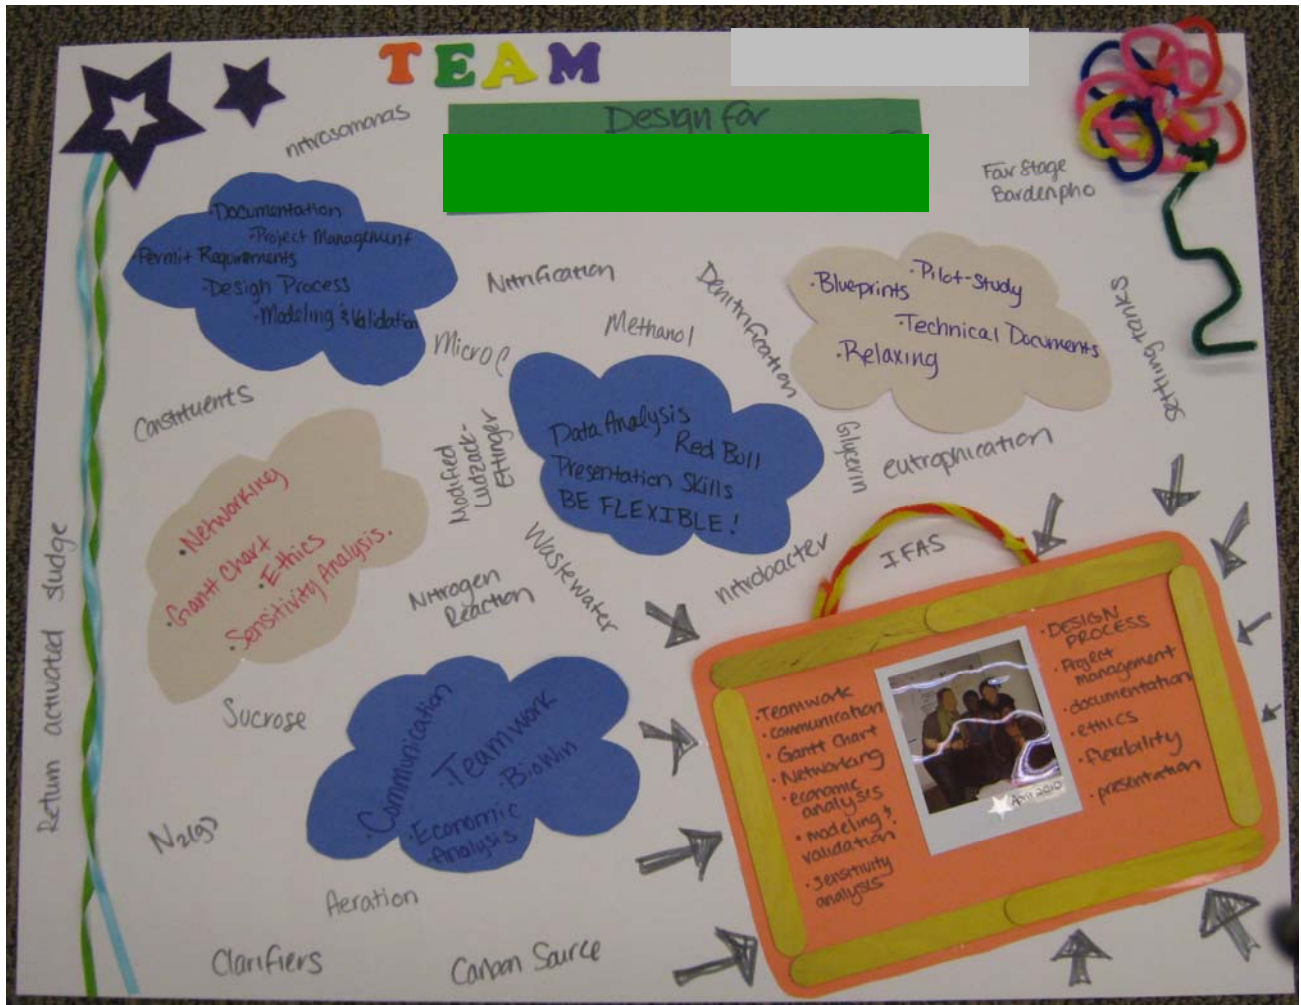 TEAM
Design for
nitrosomonas
Four Stage
Bardenpho
•Documentation
•Project Management
•Permit Requirements
•Design Process
•Modeling & Validation
Nitrification
Denitrification
•Blueprints
•Pilot-Study
•Technical Documents
•Relaxing
Settling tanks
MicroC
Methanol
Constituents
Data Analysis
Red Bull
Presentation Skills
BE FLEXIBLE!
Modified
Ludzack-
Ettinger
Glycerin
eutrophication
•Networking
•Gantt Chart
•Ethics
•Sensitivity Analysis.
Nitrogen
Reaction
Wastewater
nitrobacter
IFAS
Return activated sludge
Sucrose
•Communication
Teamwork
•BioWin
•Economic
Analysis
N2(g)
Aeration
Clarifiers
Carbon Source
•Teamwork
•communication
•Gantt Chart
•Networking
•economic
analysis
•modeling &
validation
•sensitivity
analysis
April 2010
•DESIGN
PROCESS
•Project
management
•documentation
•ethics
•flexibility
•presentation